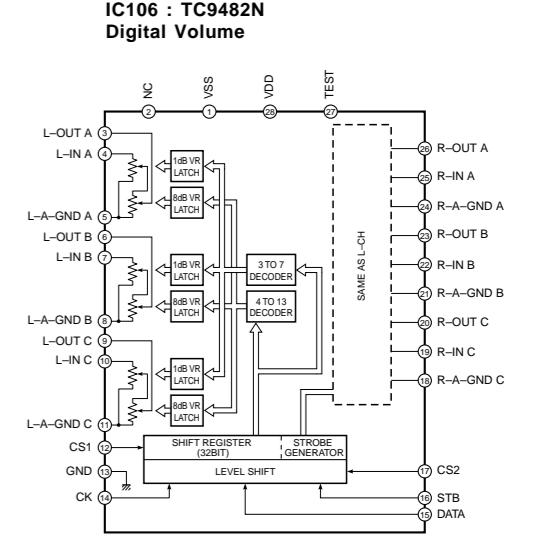 IC106 : TC9482N
Digital Volume
NC
VSS
VDD
TEST
2
1
28
27
L–OUT A 3
L–IN A 4
L–A–GND A 5
L–OUT B 6
L–IN B 7
L–A–GND B 8
L–OUT C 9
L–IN C 10
L–A–GND C 11
CS1 12
GND 13
CK 14
1dB VR
LATCH
8dB VR
LATCH
1dB VR
LATCH
8dB VR
LATCH
1dB VR
LATCH
8dB VR
LATCH
3 TO 7
DECODER
4 TO 13
DECODER
SAME AS L–CH
SHIFT REGISTER
(32BIT)
STROBE
GENERATOR
LEVEL SHIFT
26 R–OUT A
25 R–IN A
24 R–A–GND A
23 R–OUT B
22 R–IN B
21 R–A–GND B
20 R–OUT C
19 R–IN C
18 R–A–GND C
17 CS2
16 STB
15 DATA